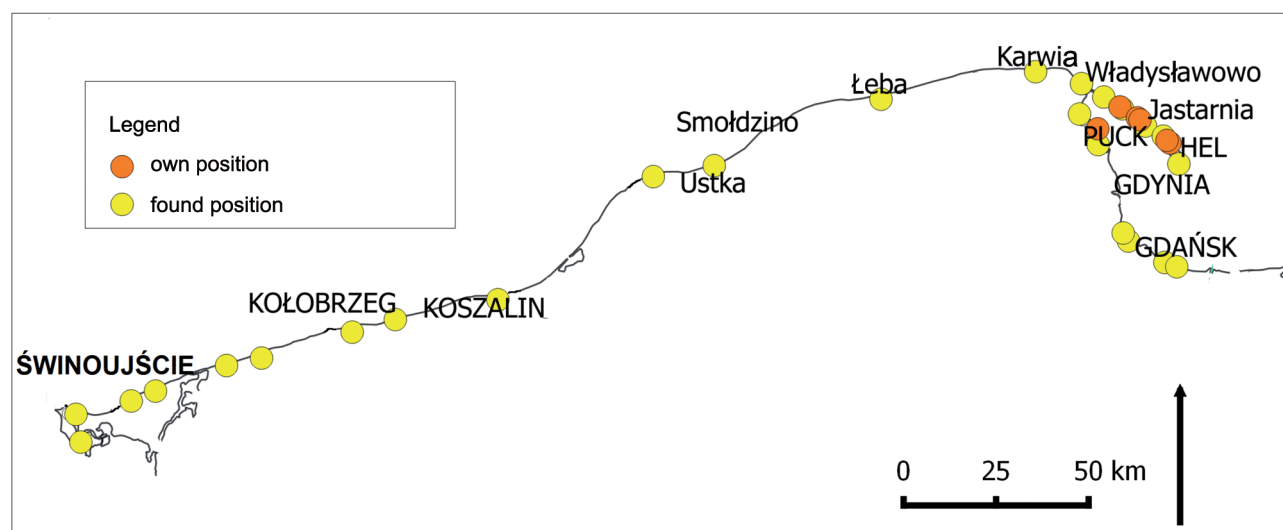 Karwia
Władysławowo
Łeba
Jastarnia
Smołdzino
Legend
PUCK
HEL
own position
Ustka
GDYNIA
found position
GDAŃSK
KOŁOBRZEG
KOSZALIN
ŚWINOUJŚCIE
0 25 50 km